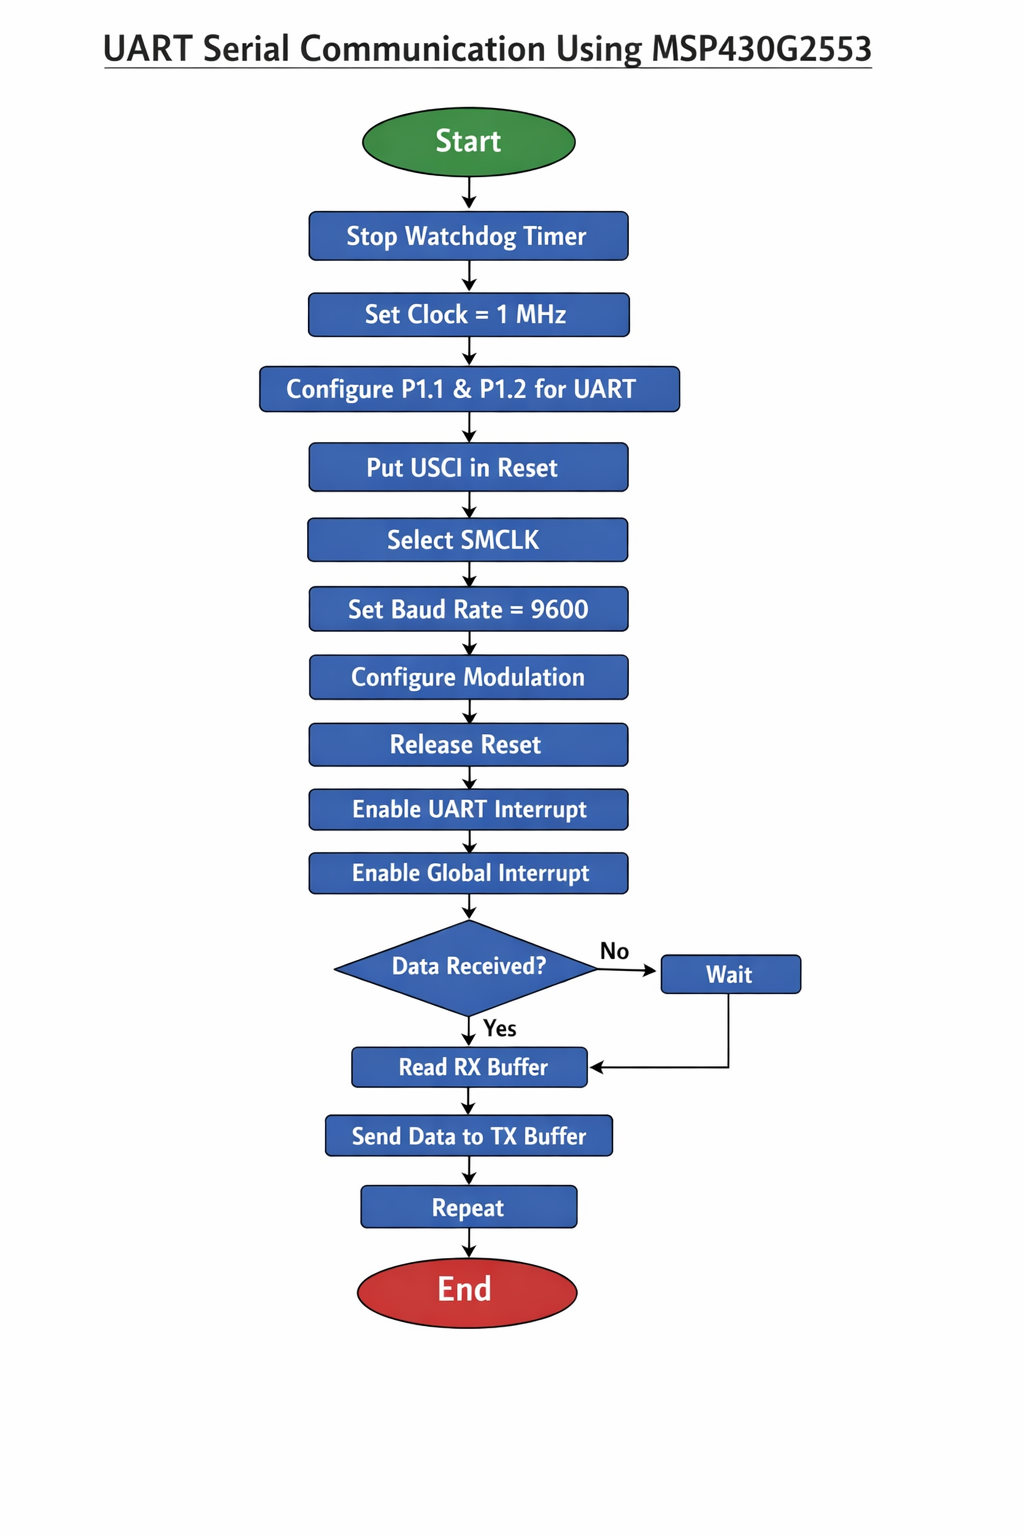 UART Serial Communication Using MSP430G2553
Start
Stop Watchdog Timer
Set Clock = 1 MHz
Configure P1.1 & P1.2 for UART
Put USCI in Reset
Select SMCLK
Set Baud Rate = 9600
Configure Modulation
Release Reset
Enable UART Interrupt
Enable Global Interrupt
Data Received?
No
Wait
Yes
Read RX Buffer
Send Data to TX Buffer
Repeat
End